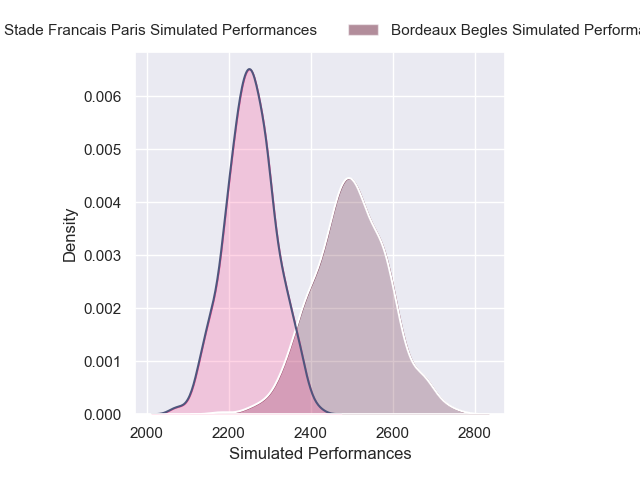 Stade Francais Paris Simulated Performances Bordeaux Begles Simulated
0.006
0.005
0.004
0.003
0.002
0.001
0.000
Density
2000 2200 2400 2600 2800
Simulated Performances